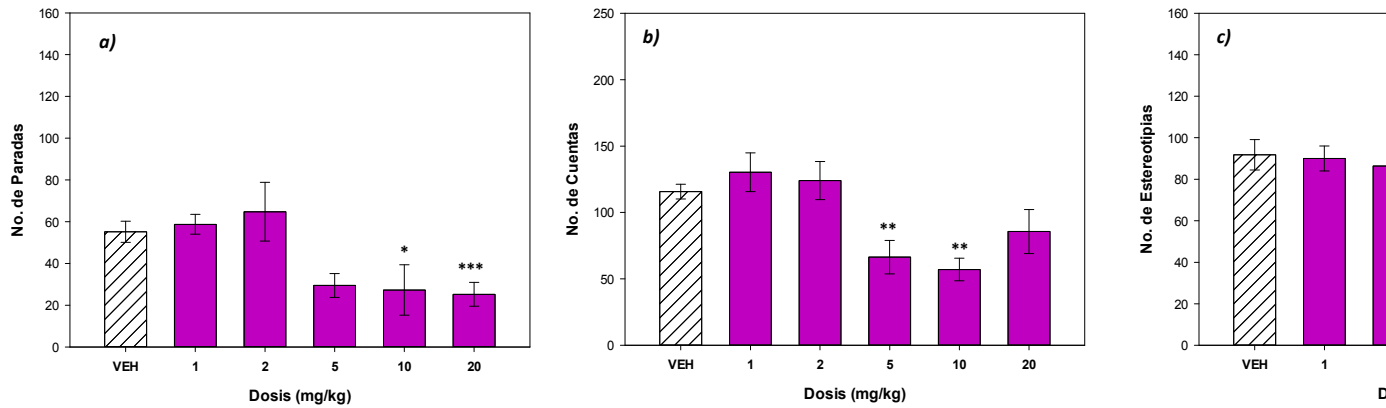 a)
160
140
120
100
80
60
40
20
0
No. de Paradas
*
***
VEH 1 2 5 10 20
Dosis (mg/kg)
b)
250
200
150
100
50
0
No. de Cuentas
**
**
VEH 1 2 5 10 20
Dosis (mg/kg)
c)
160
140
120
100
80
60
40
20
0
No. de Estereotipias
VEH 1
D